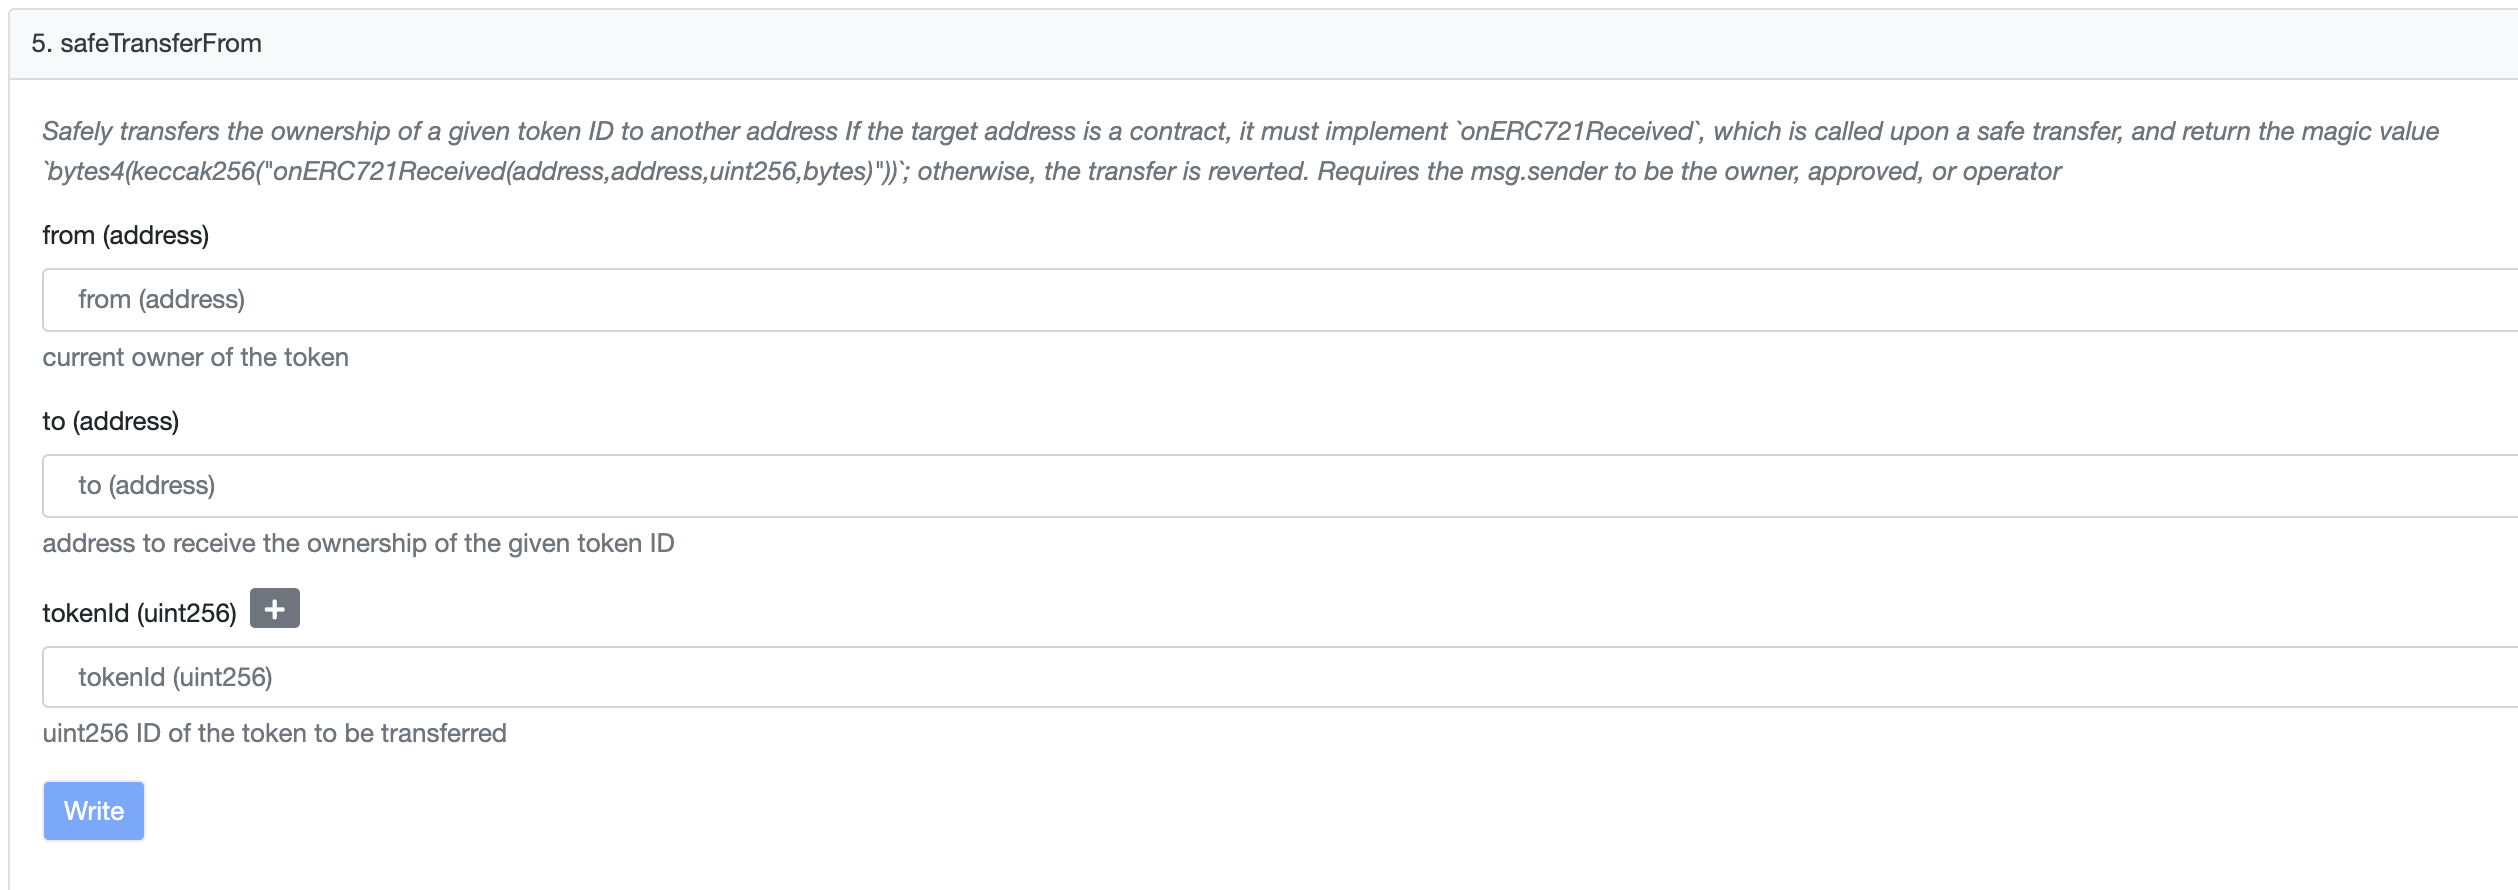 5. safeTransferFrom
Safely transfers the ownership of a given token ID to another address If the target address is a contract, it must implement `onERC721Received`, which is called upon a safe transfer, and return the magic value
`bytes4(keccak256("onERC721Received(address,address,uint256,bytes)"))`; otherwise, the transfer is reverted. Requires the msg.sender to be the owner, approved, or operator
from (address)
from (address)
current owner of the token
to (address)
to (address)
address to receive the ownership of the given token ID
tokenId (uint256) +
tokenId (uint256)
uint256 ID of the token to be transferred
Write